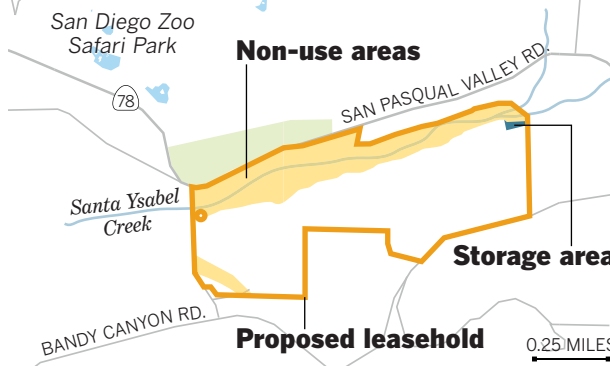 San Diego Zoo
Safari Park
Non-use areas
78
SAN PASQUAL VALLEY RD.
Santa Ysabel
Creek
Storage area
BANDY CANYON RD.
Proposed leasehold
0.25 MILES